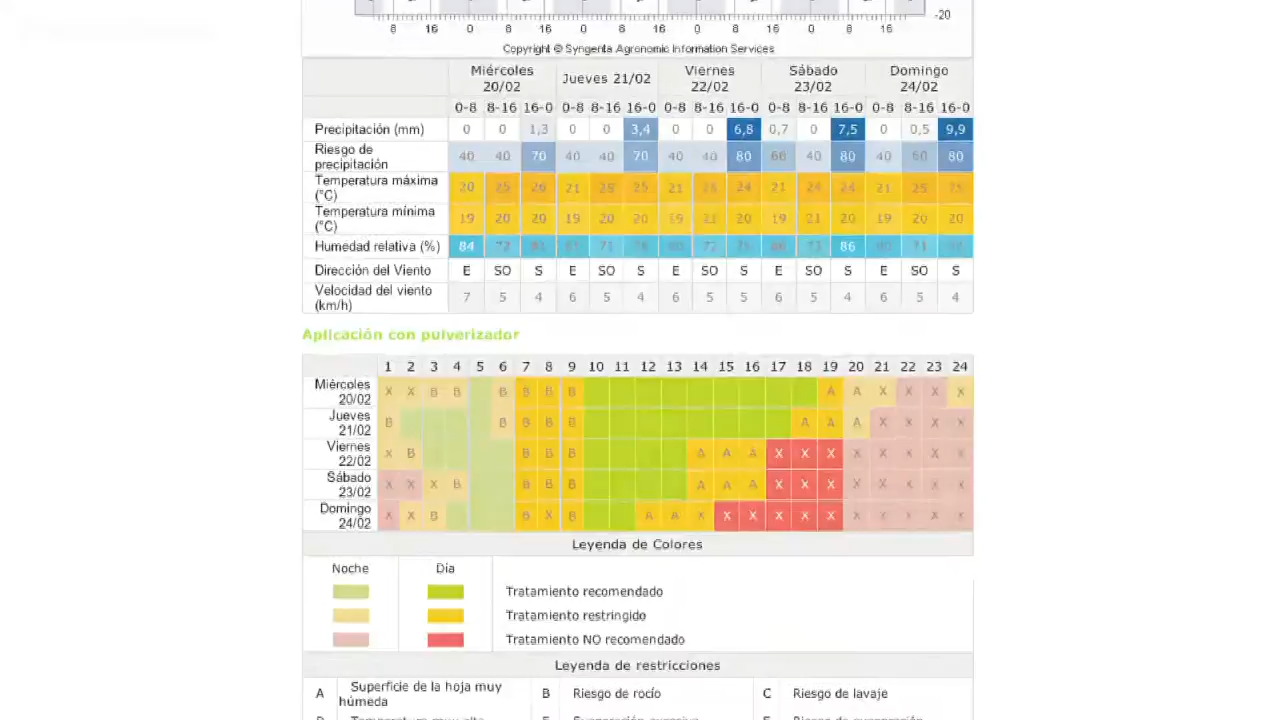 -20
8 16 0 8 16 0 8 16 0 8 16 0 8 16
Copyright © Syngenta Agronomic Information Services
Miércoles 20/02 Jueves 21/02 Viernes 22/02 Sábado 23/02 Domingo 24/02
0-8 8-16 16-0 0-8 8-16 16-0 0-8 8-16 16-0 0-8 8-16 16-0 0-8 8-16 16-0
Precipitación (mm) 0 0 1,3 0 0 3,4 0 0 6,8 0,7 0 7,5 0 0,5 9,9
Riesgo de precipitación 40 40 70 40 40 70 40 40 80 60 40 80 40 60 80
Temperatura máxima (°C) 20 25 26 21 25 25 21 24 21 24 24 21 25
Temperatura mínima (°C) 19 20 20 19 20 20 19 21 20 19 21 20 19 20 20
Humedad relativa (%) 84 72 71 72 73 86 71
Dirección del Viento E SO S E SO S E SO S E SO S E SO S
Velocidad del viento (km/h) 7 5 4 6 5 4 6 5 5 6 5 4 6 5 4
Aplicación con pulverizador
1 2 3 4 5 6 7 8 9 10 11 12 13 14 15 16 17 18 19 20 21 22 23 24
Miércoles 20/02 X X B B B B B B A A X X X X
Jueves 21/02 B B B B B A A A X X X X
Viernes 22/02 X B B B B A A A X X X X X X X X
Sábado 23/02 X X X B B B B A A A X X X X X X X X
Domingo 24/02 X X B B X B A A X X X X X X X X X X X
Leyenda de Colores
Noche Dia
Tratamiento recomendado
Tratamiento restringido
Tratamiento NO recomendado
Leyenda de restricciones
A Superficie de la hoja muy húmeda B Riesgo de rocío C Riesgo de lavaje